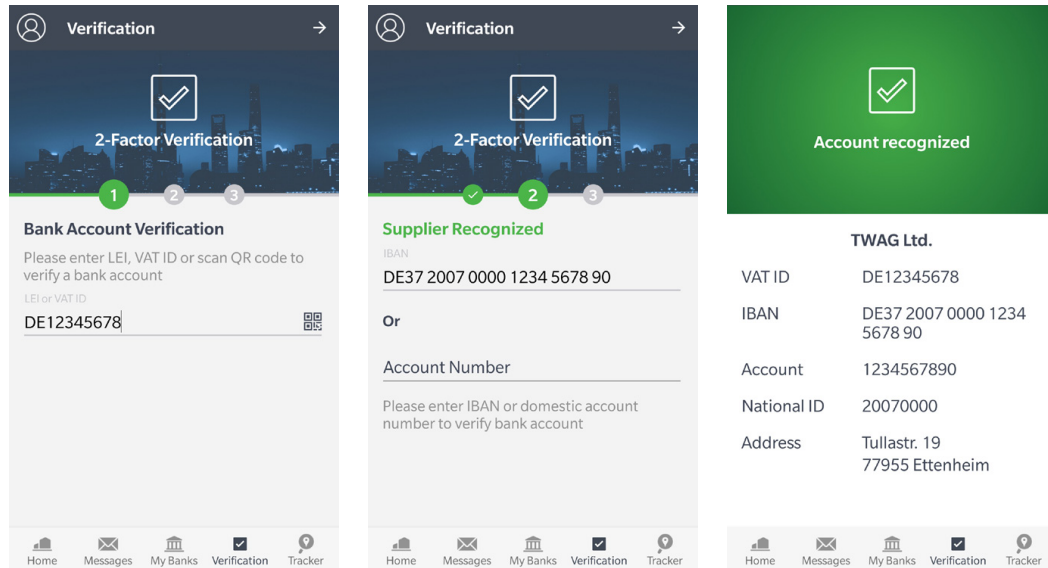 Verification
2-Factor Verification
1
2
3
Bank Account Verification
Please enter LEI, VAT ID or scan QR code to
verify a bank account
LEI or VAT ID
DE12345678
Home Messages My Banks Verification Tracker
Verification
2-Factor Verification
2
3
Supplier Recognized
IBAN
DE37 2007 0000 1234 5678 90
Or
Account Number
Please enter IBAN or domestic account
number to verify bank account
Home Messages My Banks Verification Tracker
Account recognized
TWAG Ltd.
VAT ID DE12345678
IBAN DE37 2007 0000 1234
5678 90
Account 1234567890
National ID 20070000
Address Tullastr. 19
77955 Ettenheim
Home Messages My Banks Verification Tracker